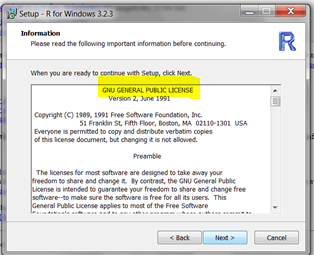 Setup - R for Windows 3.2.3
Information
Please read the following important information before continuing.
R
When you are ready to continue with Setup, click Next.
GNU GENERAL PUBLIC LICENSE
Version 2, June 1991
Copyright (C) 1989, 1991 Free Software Foundation, Inc.
51 Franklin St, Fifth Floor, Boston, MA 02110-1301 USA
Everyone is permitted to copy and distribute verbatim copies
of this license document, but changing it is not allowed.
Preamble
The licenses for most software are designed to take away your
freedom to share and change it. By contrast, the GNU General Public
License is intended to guarantee your freedom to share and change free
software--to make sure the software is free for all its users. This
General Public License applies to most of the Free Software
< Back
Next >
Cancel